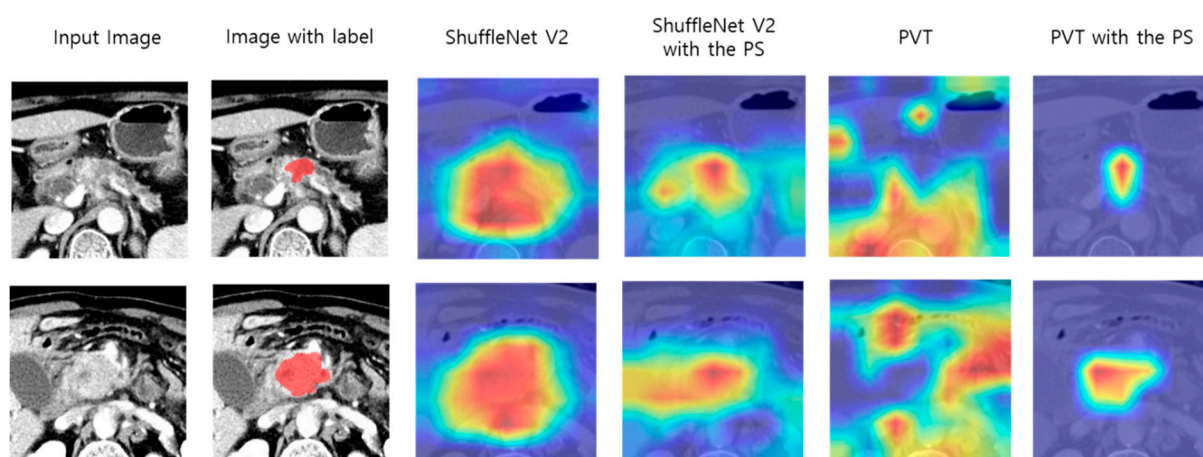 Input Image
Image with label
ShuffleNet V2
ShuffleNet V2
with the PS
PVT
PVT with the PS